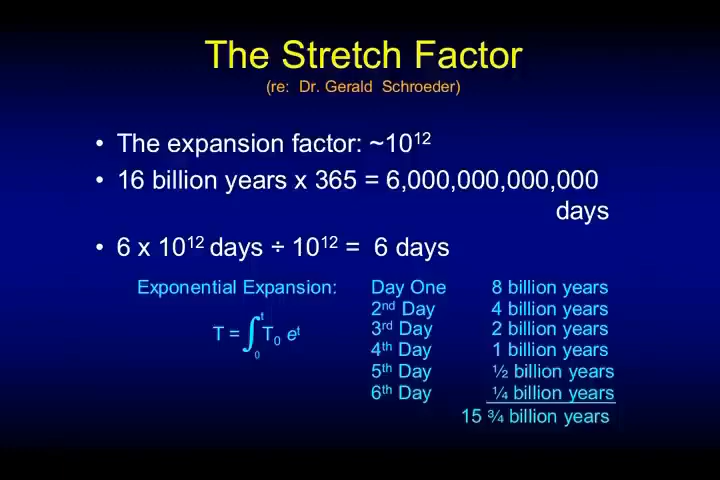 The Stretch Factor
(re: Dr. Gerald Schroeder)
• The expansion factor: ~10¹²
• 16 billion years x 365 = 6,000,000,000,000
days
• 6 x 10¹² days ÷ 10¹² = 6 days
Exponential Expansion:
T = ∫₀ᵗ T₀ eᵗ
Day One 8 billion years
2ⁿᵈ Day 4 billion years
3ʳᵈ Day 2 billion years
4ᵗʰ Day 1 billion years
5ᵗʰ Day ½ billion years
6ᵗʰ Day ¼ billion years
15 ¾ billion years